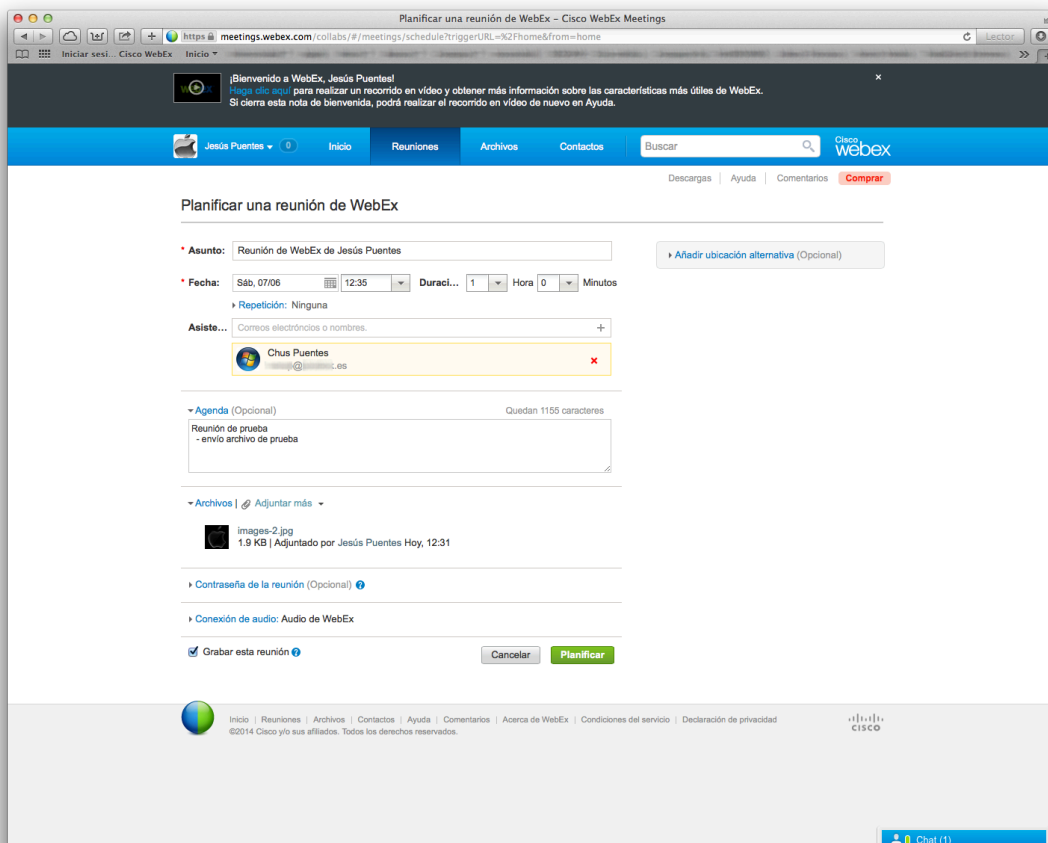 Planificar una reunión de WebEx – Cisco WebEx Meetings
https meetings.webex.com/collabs/#/meetings/schedule?triggerURL=%2Fhome&from=home
Lector
Iniciar sesi... Cisco WebEx Inicio
¡Bienvenido a WebEx, Jesús Puentes!
Haga clic aquí para realizar un recorrido en vídeo y obtener más información sobre las características más útiles de WebEx.
Si cierra esta nota de bienvenida, podrá realizar el recorrido en vídeo de nuevo en Ayuda.
Jesús Puentes 0 Inicio Reuniones Archivos Contactos Buscar Cisco webex
Descargas | Ayuda | Comentarios Comprar
Planificar una reunión de WebEx
* Asunto: Reunión de WebEx de Jesús Puentes
Añadir ubicación alternativa (Opcional)
* Fecha: Sáb, 07/06 12:35 Duraci... 1 Hora 0 Minutos
Repetición: Ninguna
Asiste... Correos electróncios o nombres. +
Chus Puentes
@ .es
Agenda (Opcional) Quedan 1155 caracteres
Reunión de prueba
- envío archivo de prueba
Archivos | Adjuntar más
images-2.jpg
1.9 KB | Adjuntado por Jesús Puentes Hoy, 12:31
Contraseña de la reunión (Opcional) ?
Conexión de audio: Audio de WebEx
Grabar esta reunión ? Cancelar Planificar
Inicio | Reuniones | Archivos | Contactos | Ayuda | Comentarios | Acerca de WebEx | Condiciones del servicio | Declaración de privacidad
©2014 Cisco y/o sus afiliados. Todos los derechos reservados.
CISCO
Chat (1)